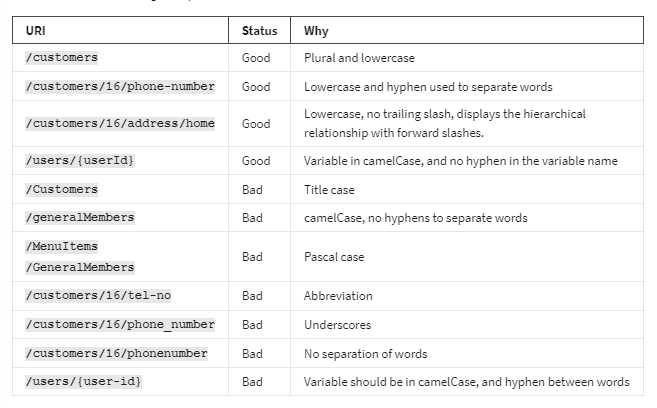 URI Status Why
/customers Good Plural and lowercase
/customers/16/phone-number Good Lowercase and hyphen used to separate words
/customers/16/address/home Good Lowercase, no trailing slash, displays the hierarchical
relationship with forward slashes.
/users/{userId} Good Variable in camelCase, and no hyphen in the variable name
/Customers Bad Title case
/generalMembers Bad camelCase, no hyphens to separate words
/MenuItems
/GeneralMembers Bad Pascal case
/customers/16/tel-no Bad Abbreviation
/customers/16/phone_number Bad Underscores
/customers/16/phonenumber Bad No separation of words
/users/{user-id} Bad Variable should be in camelCase, and hyphen between words